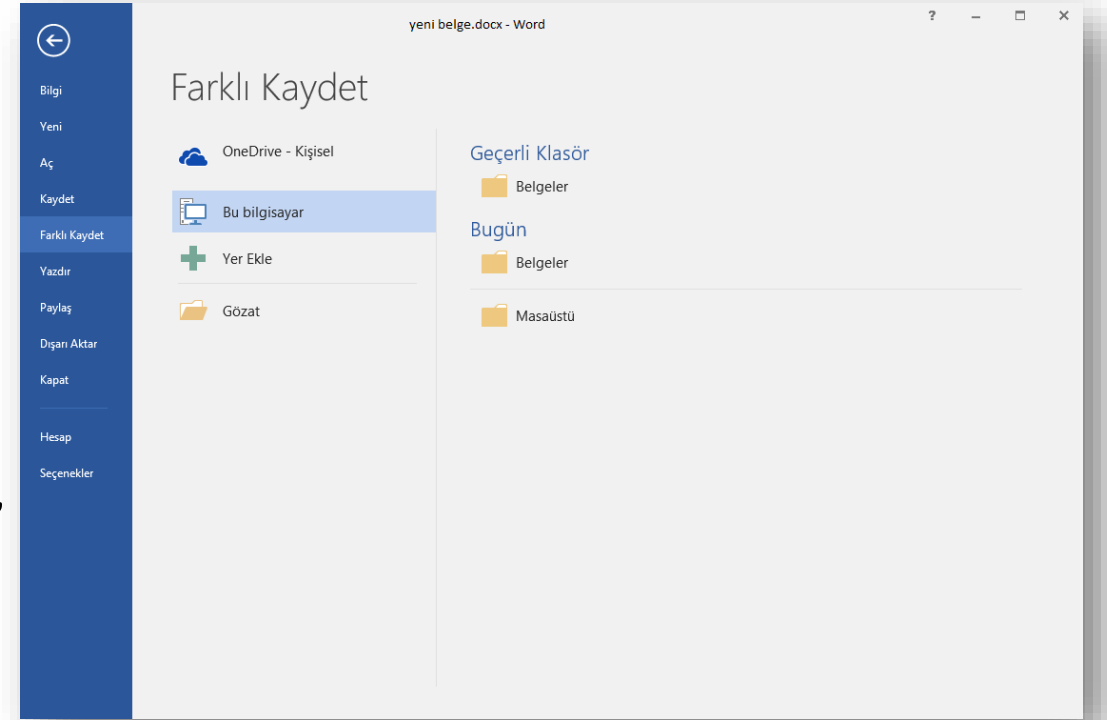 yeni belge.docx - Word
?
Bilgi
Yeni
Aç
Kaydet
Farklı Kaydet
Yazdır
Paylaş
Dışarı Aktar
Kapat
Hesap
Seçenekler
Farklı Kaydet
OneDrive - Kişisel
Bu bilgisayar
Yer Ekle
Gözat
Geçerli Klasör
Belgeler
Bugün
Belgeler
Masaüstü